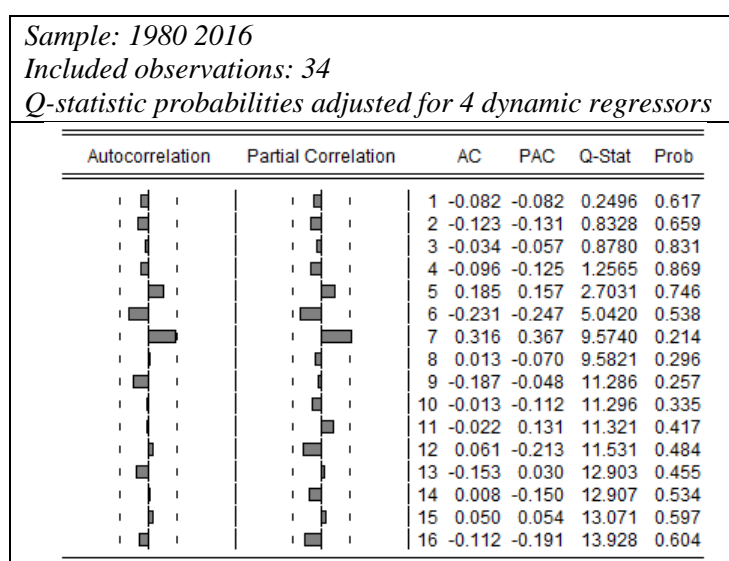 Sample: 1980 2016
Included observations: 34
Q-statistic probabilities adjusted for 4 dynamic regressors
Autocorrelation Partial Correlation AC PAC Q-Stat Prob
1 -0.082 -0.082 0.2496 0.617
2 -0.123 -0.131 0.8328 0.659
3 -0.034 -0.057 0.8780 0.831
4 -0.096 -0.125 1.2565 0.869
5 0.185 0.157 2.7031 0.746
6 -0.231 -0.247 5.0420 0.538
7 0.316 0.367 9.5740 0.214
8 0.013 -0.070 9.5821 0.296
9 -0.187 -0.048 11.286 0.257
10 -0.013 -0.112 11.296 0.335
11 -0.022 0.131 11.321 0.417
12 0.061 -0.213 11.531 0.484
13 -0.153 0.030 12.903 0.455
14 0.008 -0.150 12.907 0.534
15 0.050 0.054 13.071 0.597
16 -0.112 -0.191 13.928 0.604